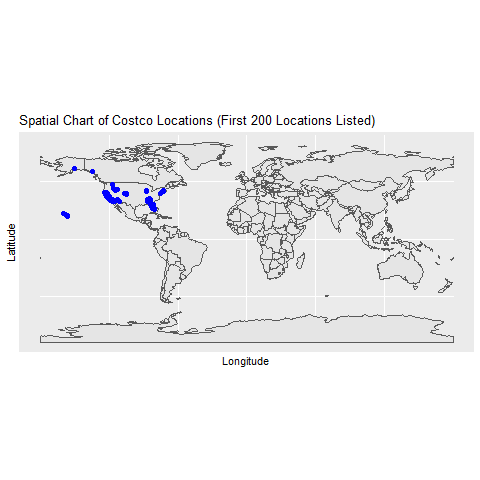 Spatial Chart of Costco Locations (First 200 Locations Listed)
Latitude
Longitude